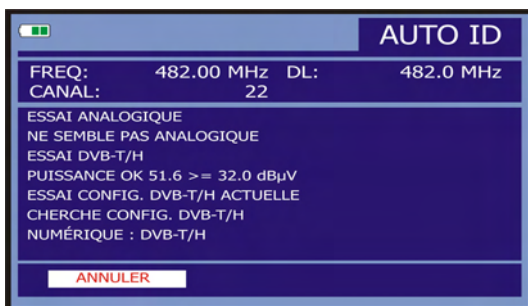 AUTO ID
FREQ: 482.00 MHz DL: 482.0 MHz
CANAL: 22
ESSAI ANALOGIQUE
NE SEMBLE PAS ANALOGIQUE
ESSAI DVB-T/H
PUISSANCE OK 51.6 >= 32.0 dBµV
ESSAI CONFIG. DVB-T/H ACTUELLE
CHERCHE CONFIG. DVB-T/H
NUMÉRIQUE : DVB-T/H
ANNULER